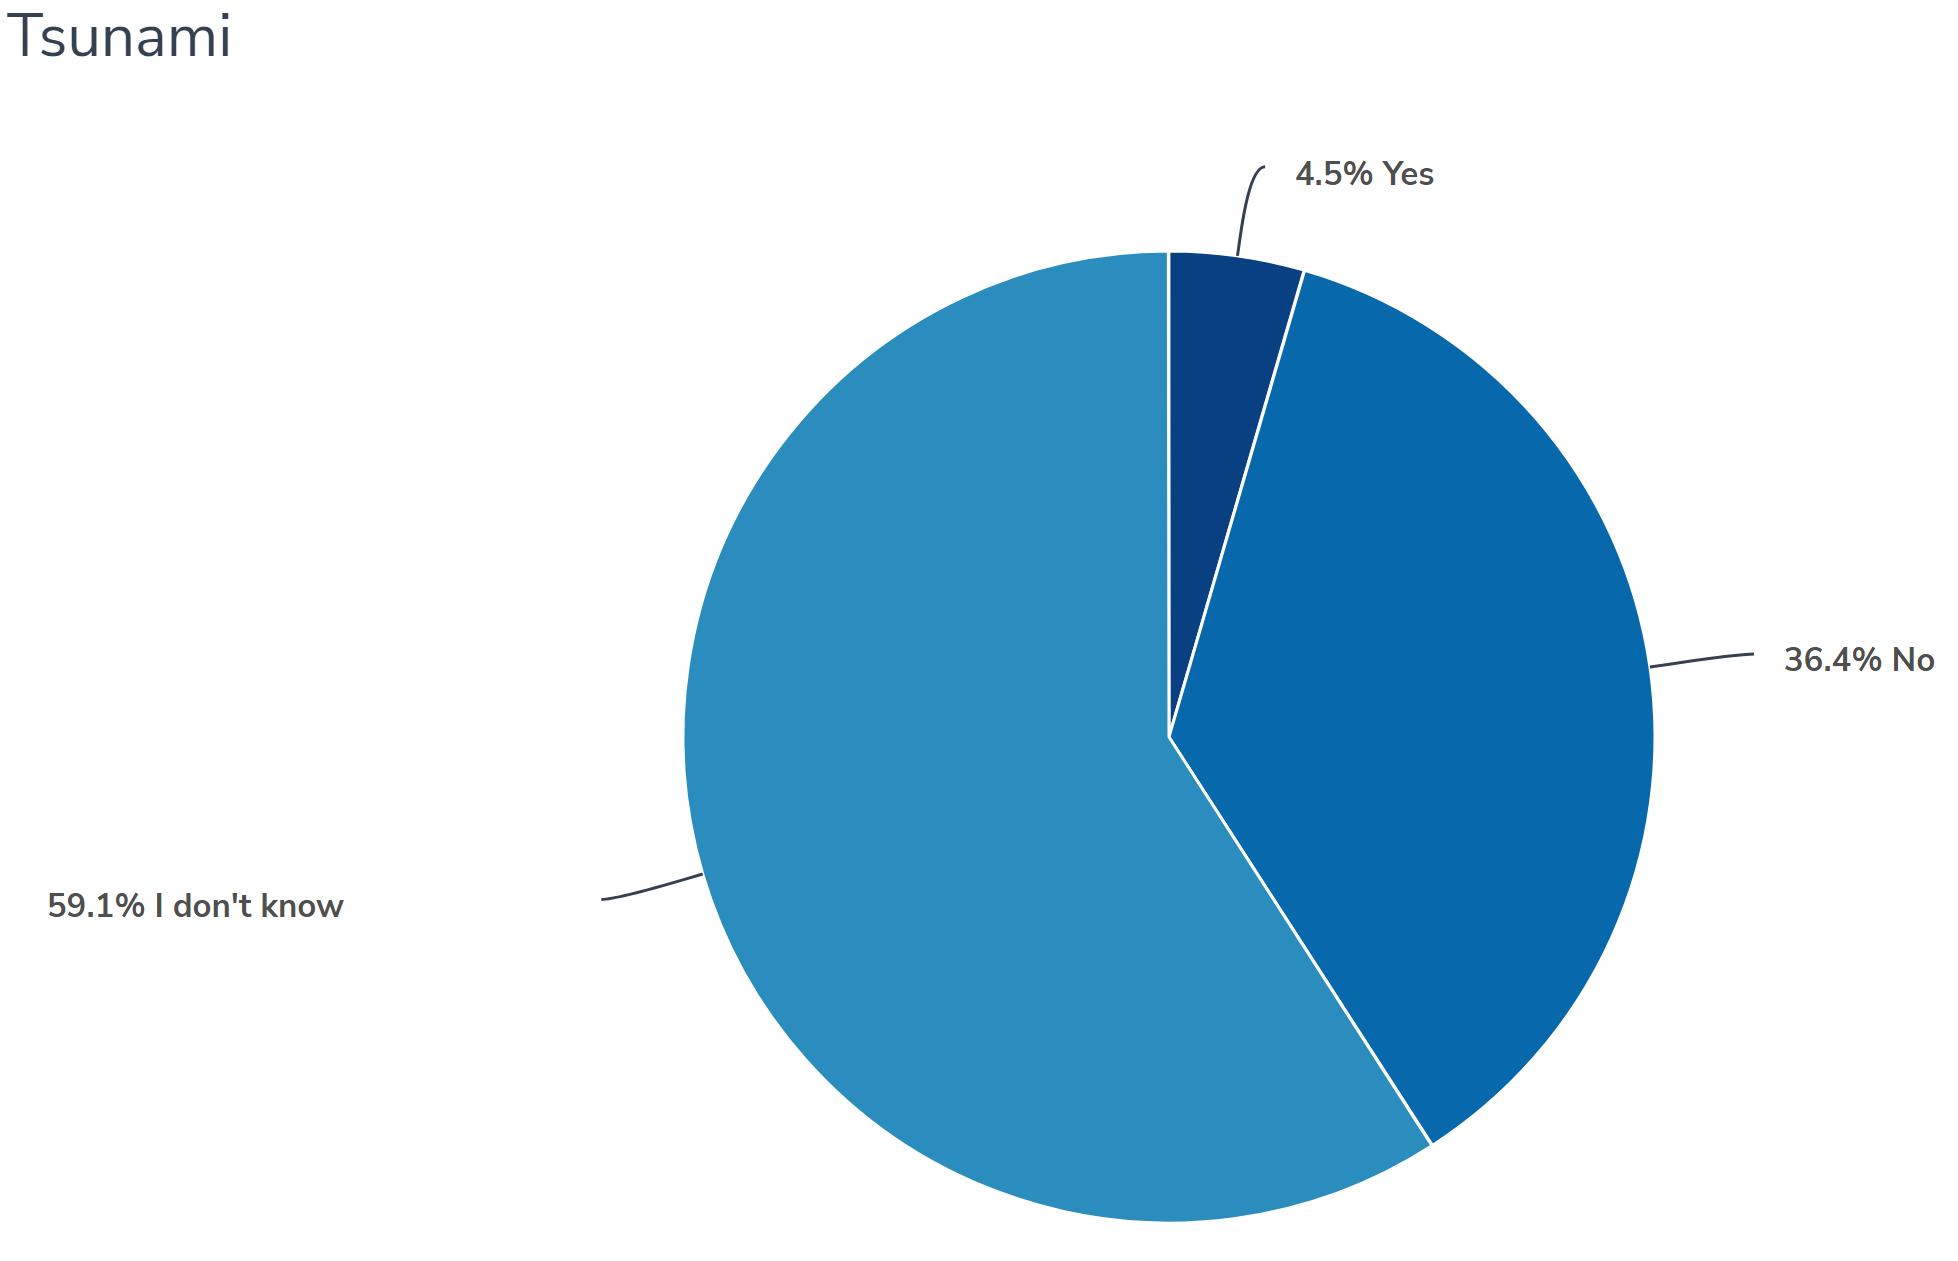 Tsunami
4.5% Yes
36.4% No
59.1% I don't know